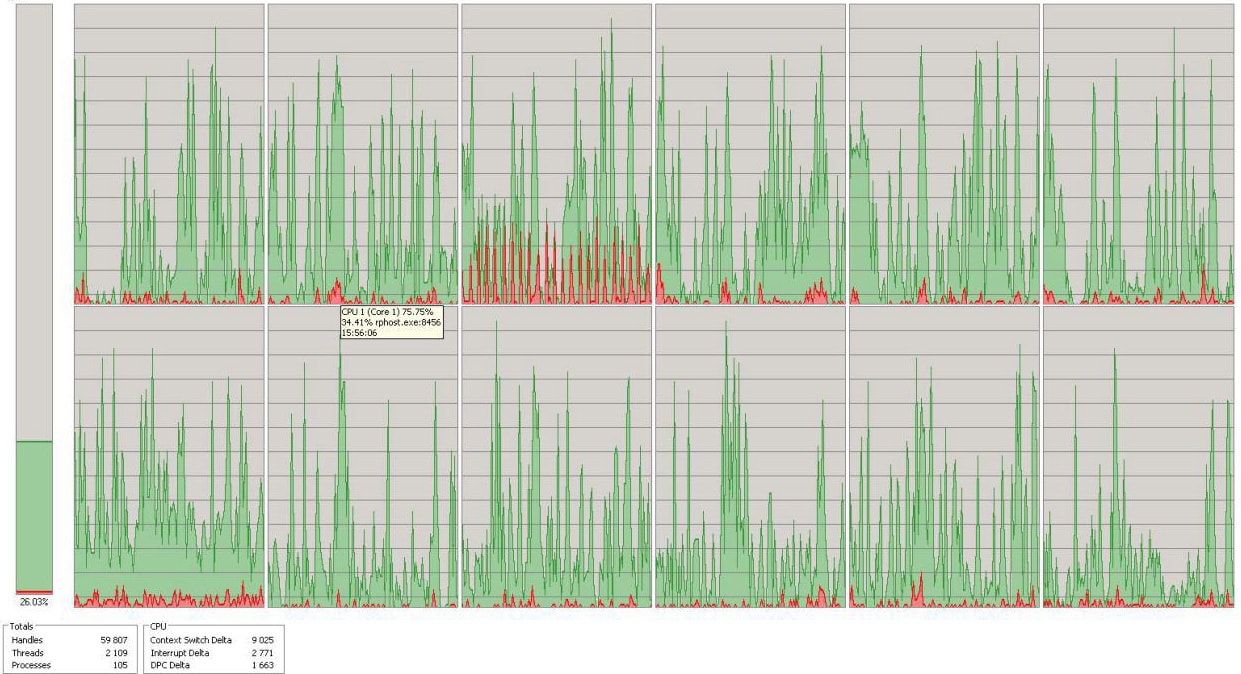 CPU 1 (Core 1) 75.75%
34.41% rphost.exe:8456
15:56:06
26.03%
Totals
Handles 59 807
Threads 2 109
Processes 105
CPU
Context Switch Delta 9 025
Interrupt Delta 2 771
DPC Delta 1 663